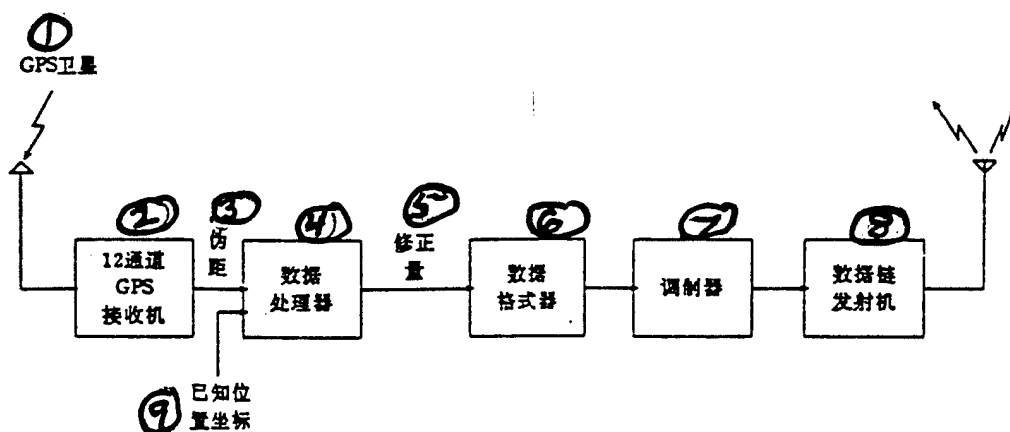 ①
GPS卫星
② ③ ④ ⑤ ⑥ ⑦ ⑧
12通道
GPS
接收机
伪
距
数据
处理器
修正
量
数据
格式器
调制器
数据链
发射机
⑨
已知位
置坐标